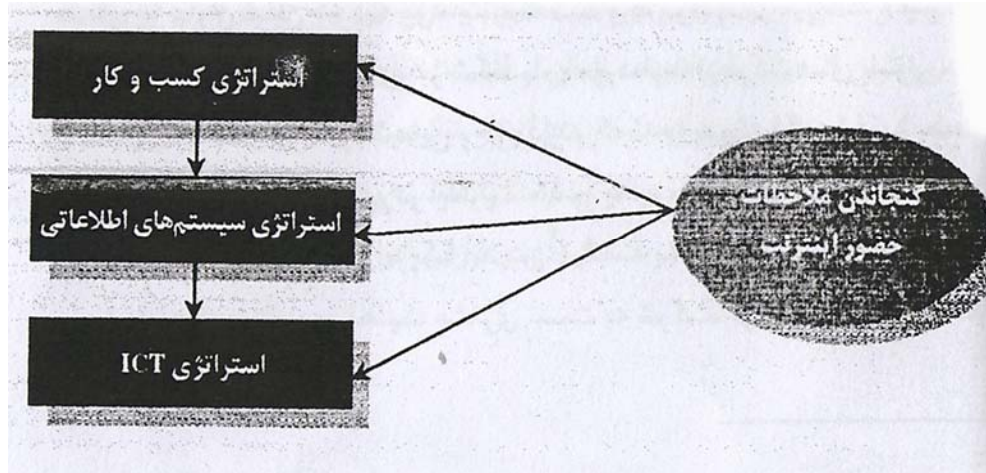 استراتژی کسب و کار
استراتژی سیستم‌های اطلاعاتی
استراتژی ICT
گنجاندن ملاحظات
حضور اینترنت